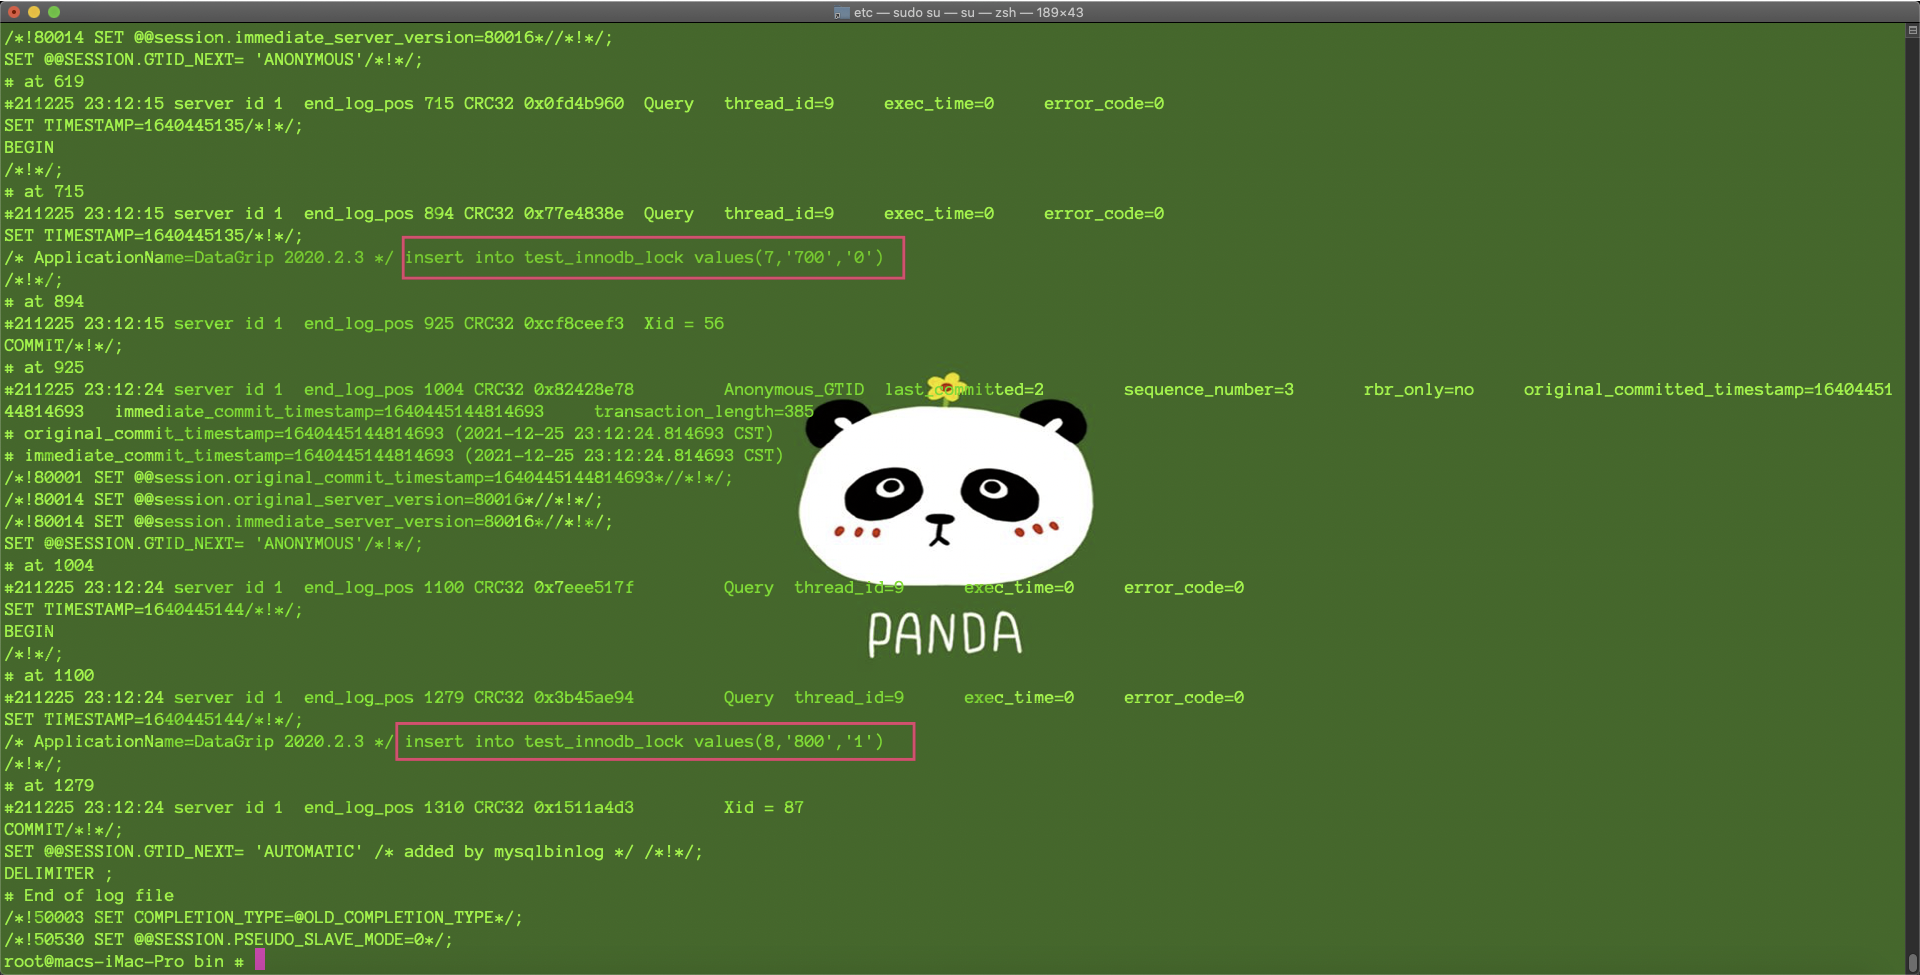 etc — sudo su — su — zsh — 189×43
/*!80014 SET @@session.immediate_server_version=80016*//*!*/;
SET @@SESSION.GTID_NEXT= 'ANONYMOUS'/*!*/;
# at 619
#211225 23:12:15 server id 1  end_log_pos 715 CRC32 0x0fd4b960  Query   thread_id=9     exec_time=0     error_code=0
SET TIMESTAMP=1640445135/*!*/;
BEGIN
/*!*/;
# at 715
#211225 23:12:15 server id 1  end_log_pos 894 CRC32 0x77e4838e  Query   thread_id=9     exec_time=0     error_code=0
SET TIMESTAMP=1640445135/*!*/;
/* ApplicationName=DataGrip 2020.2.3 */ insert into test_innodb_lock values(7,'700','0')
/*!*/;
# at 894
#211225 23:12:15 server id 1  end_log_pos 925 CRC32 0xcf8ceef3  Xid = 56
COMMIT/*!*/;
# at 925
#211225 23:12:24 server id 1  end_log_pos 1004 CRC32 0x82428e78         Anonymous_GTID  last_committed=2        sequence_number=3       rbr_only=no     original_committed_timestamp=16404451
44814693   immediate_commit_timestamp=1640445144814693     transaction_length=385
# original_commit_timestamp=1640445144814693 (2021-12-25 23:12:24.814693 CST)
# immediate_commit_timestamp=1640445144814693 (2021-12-25 23:12:24.814693 CST)
/*!80001 SET @@session.original_commit_timestamp=1640445144814693*//*!*/;
/*!80014 SET @@session.original_server_version=80016*//*!*/;
/*!80014 SET @@session.immediate_server_version=80016*//*!*/;
SET @@SESSION.GTID_NEXT= 'ANONYMOUS'/*!*/;
# at 1004
#211225 23:12:24 server id 1  end_log_pos 1100 CRC32 0x7eee517f         Query   thread_id=9     exec_time=0     error_code=0
SET TIMESTAMP=1640445144/*!*/;
BEGIN
/*!*/;
PANDA
# at 1100
#211225 23:12:24 server id 1  end_log_pos 1279 CRC32 0x3b45ae94         Query   thread_id=9     exec_time=0     error_code=0
SET TIMESTAMP=1640445144/*!*/;
/* ApplicationName=DataGrip 2020.2.3 */ insert into test_innodb_lock values(8,'800','1')
/*!*/;
# at 1279
#211225 23:12:24 server id 1  end_log_pos 1310 CRC32 0x1511a4d3         Xid = 87
COMMIT/*!*/;
SET @@SESSION.GTID_NEXT= 'AUTOMATIC' /* added by mysqlbinlog */ /*!*/;
DELIMITER ;
# End of log file
/*!50003 SET COMPLETION_TYPE=@OLD_COMPLETION_TYPE*/;
/*!50530 SET @@SESSION.PSEUDO_SLAVE_MODE=0*/;
root@macs-iMac-Pro bin #